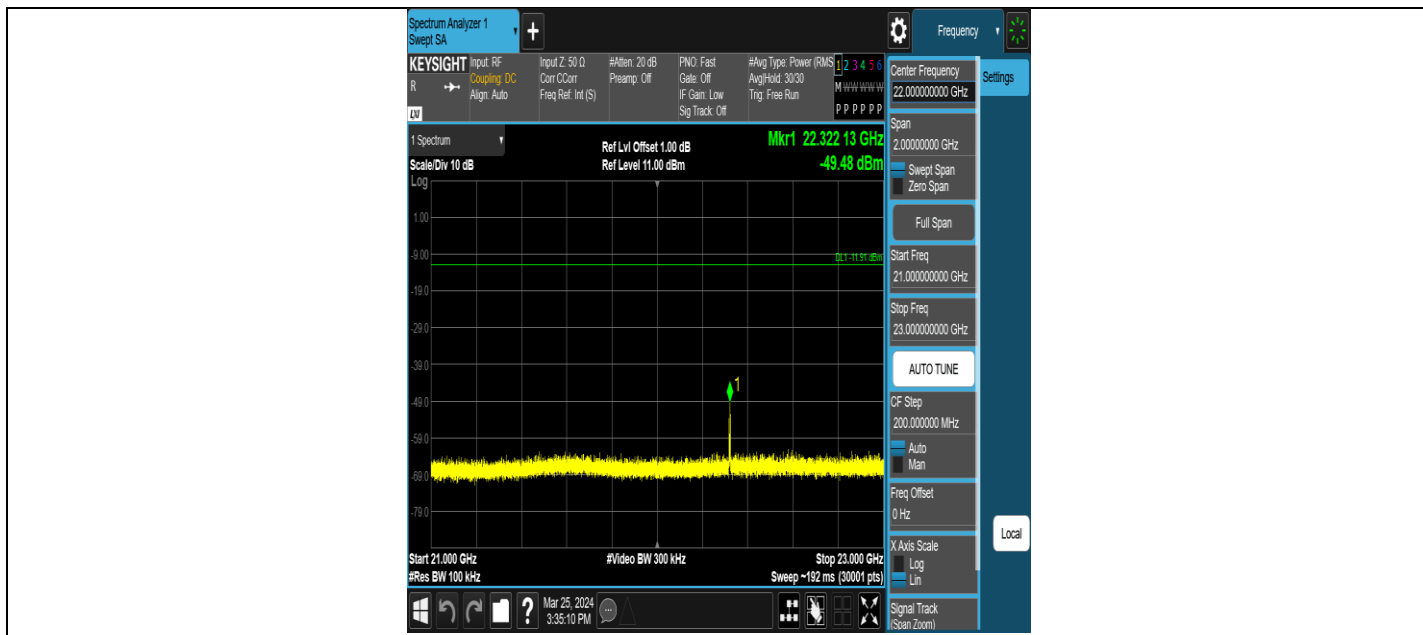 Spectrum Analyzer 1
Swept SA
+
Frequency
KEYSIGHT
R
LXI
Input: RF
Coupling: DC
Align: Auto
Input Z: 50 Ω
Corr CCorr
Freq Ref: Int (S)
#Atten: 20 dB
Preamp: Off
PNO: Fast
Gate: Off
IF Gain: Low
Sig Track: Off
#Avg Type: Power (RMS
Avg|Hold: 30/30
Trig: Free Run
1 2 3 4 5 6
M W W W W W
P P P P P P
Center Frequency
22.000000000 GHz
Settings
Span
2.00000000 GHz
Swept Span
Zero Span
Full Span
Start Freq
21.000000000 GHz
Stop Freq
23.000000000 GHz
AUTO TUNE
CF Step
200.000000 MHz
Auto
Man
Freq Offset
0 Hz
X Axis Scale
Log
Lin
Signal Track
(Span Zoom)
Local
1 Spectrum
Scale/Div 10 dB
Log
Ref Lvl Offset 1.00 dB
Ref Level 11.00 dBm
Mkr1 22.322 13 GHz
-49.48 dBm
1.00
-9.00
-19.0
-29.0
-39.0
-49.0
-59.0
-69.0
-79.0
DL1 -11.91 dBm
1
Start 21.000 GHz
#Res BW 100 kHz
#Video BW 300 kHz
Stop 23.000 GHz
Sweep ~192 ms (30001 pts)
?
Mar 25, 2024
3:35:10 PM